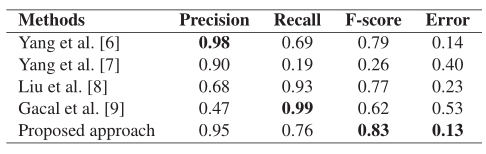 Methods Precision Recall F-score Error
Yang et al. [6] 0.98 0.69 0.79 0.14
Yang et al. [7] 0.90 0.19 0.26 0.40
Liu et al. [8] 0.68 0.93 0.77 0.23
Gacal et al. [9] 0.47 0.99 0.62 0.53
Proposed approach 0.95 0.76 0.83 0.13